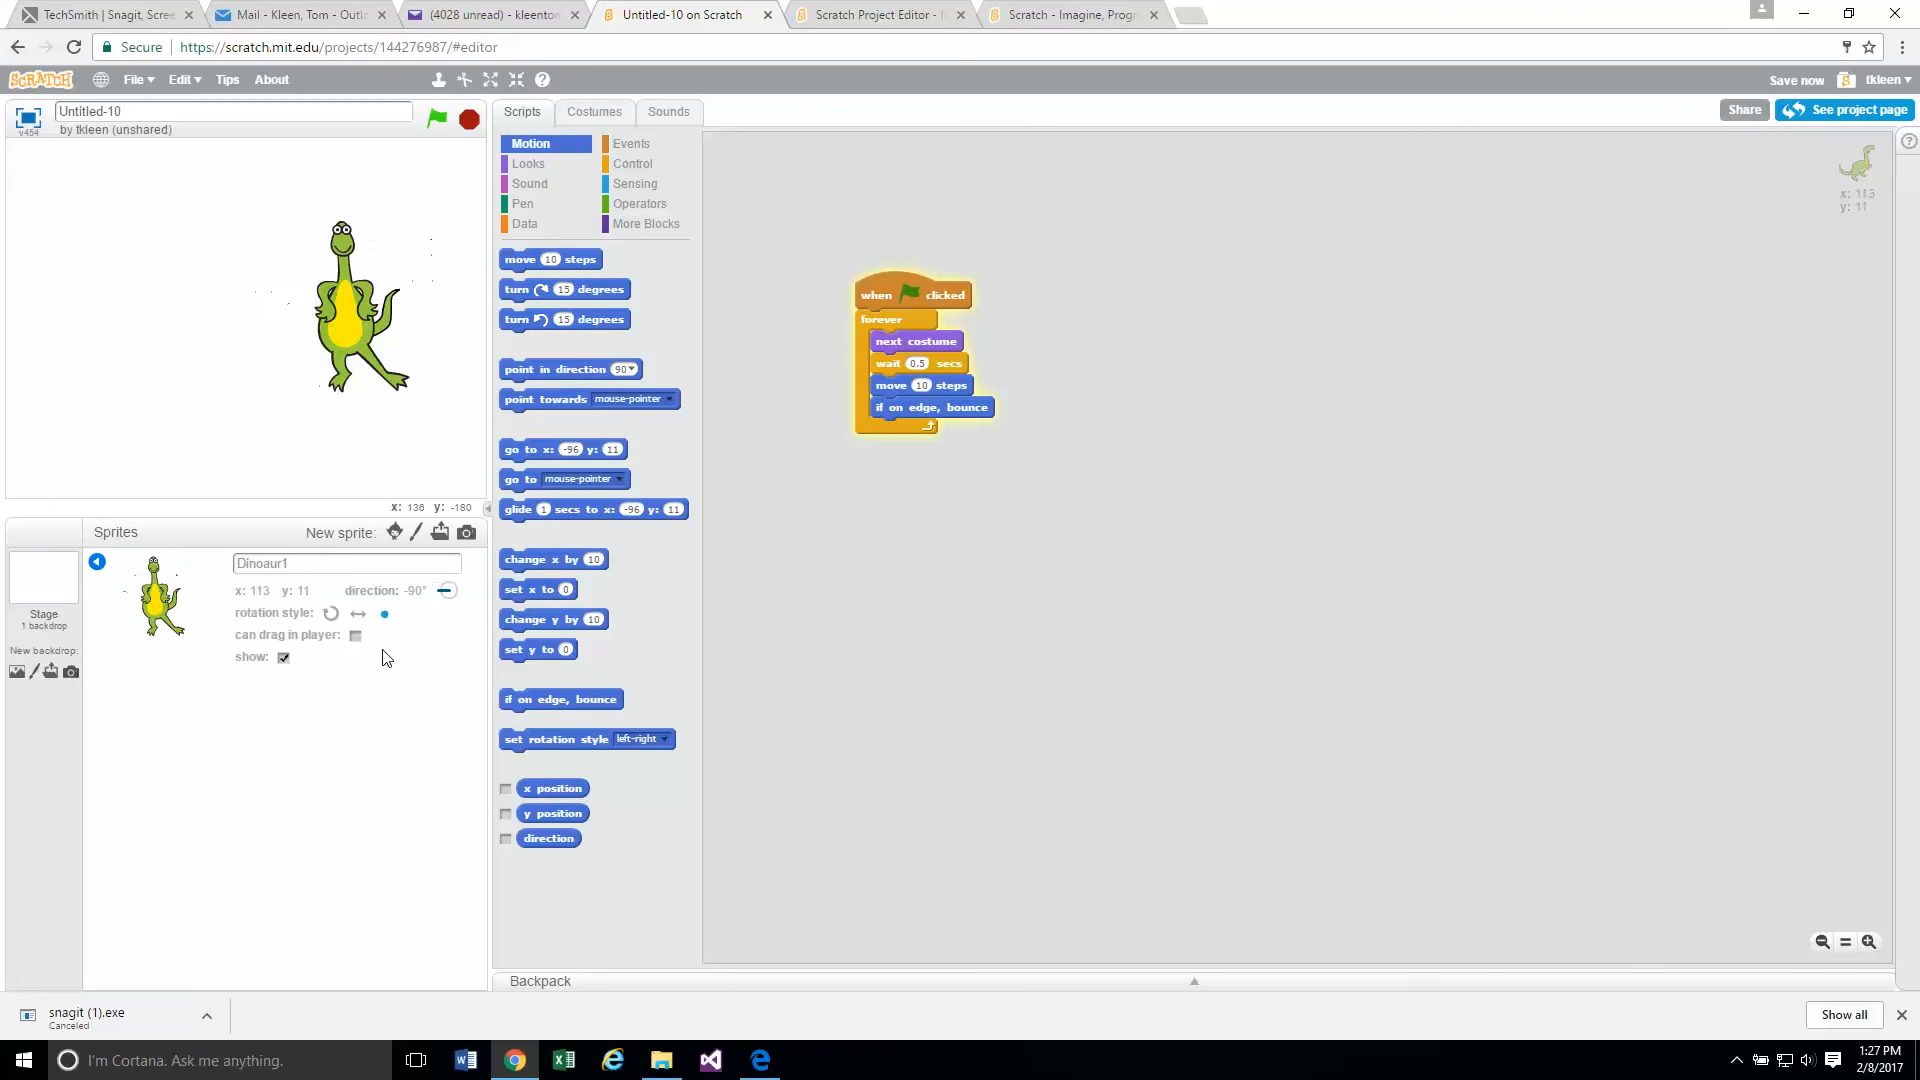 TechSmith | Snagit, Scree
Mail - Kleen, Tom - Outlo
(4028 unread) - kleenton
Untitled-10 on Scratch
Scratch Project Editor - I
Scratch - Imagine, Progr
Secure
https://scratch.mit.edu/projects/144276987/#editor
SCRATCH
File
Edit
Tips
About
Save now
tkleen
Untitled-10
by tkleen (unshared)
v454
Scripts
Costumes
Sounds
Share
See project page
Motion
Looks
Sound
Pen
Data
Events
Control
Sensing
Operators
More Blocks
move 10 steps
turn 15 degrees
turn 15 degrees
point in direction 90
point towards mouse-pointer
go to x: -96 y: 11
go to mouse-pointer
glide 1 secs to x: -96 y: 11
change x by 10
set x to 0
change y by 10
set y to 0
if on edge, bounce
set rotation style left-right
x position
y position
direction
when clicked
forever
next costume
wait 0.5 secs
move 10 steps
if on edge, bounce
x: 113
y: 11
x: 136 y: -180
Sprites
New sprite:
Stage
1 backdrop
New backdrop:
Dinoaur1
x: 113 y: 11 direction: -90°
rotation style:
can drag in player:
show:
Backpack
snagit (1).exe
Canceled
Show all
I'm Cortana. Ask me anything.
1:27 PM
2/8/2017